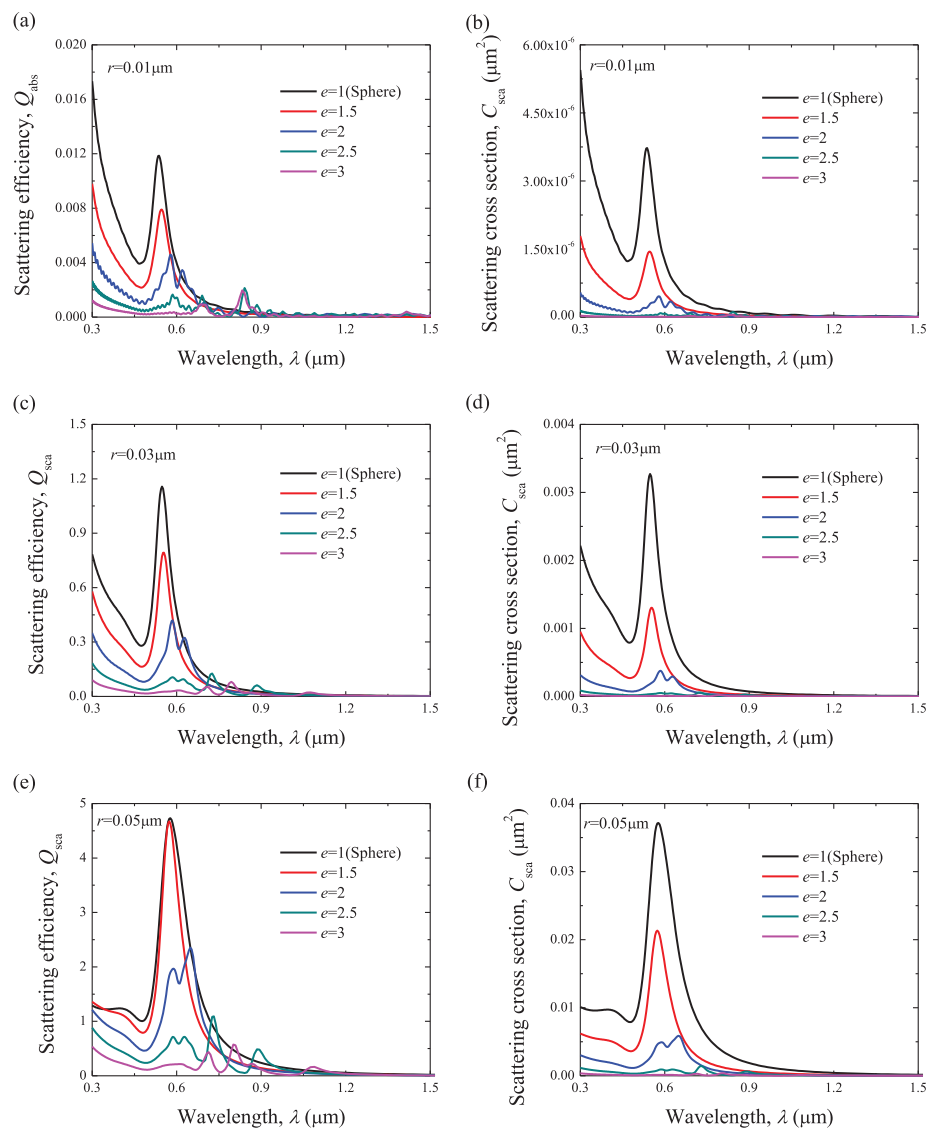 (a)
0.020
0.016
0.012
0.008
0.004
0.000
0.3 0.6 0.9 1.2 1.5
r=0.01μm
e=1(Sphere)
e=1.5
e=2
e=2.5
e=3
Scattering efficiency, Qabs
Wavelength, λ (μm)
(b)
6.00x10⁻⁶
4.50x10⁻⁶
3.00x10⁻⁶
1.50x10⁻⁶
0.00
0.3 0.6 0.9 1.2 1.5
r=0.01μm
e=1(Sphere)
e=1.5
e=2
e=2.5
e=3
Scattering cross section, Csca (μm²)
Wavelength, λ (μm)
(c)
1.5
1.2
0.9
0.6
0.3
0.0
0.3 0.6 0.9 1.2 1.5
r=0.03μm
e=1(Sphere)
e=1.5
e=2
e=2.5
e=3
Scattering efficiency, Qsca
Wavelength, λ (μm)
(d)
0.004
0.003
0.002
0.001
0.000
0.3 0.6 0.9 1.2 1.5
r=0.03μm
e=1(Sphere)
e=1.5
e=2
e=2.5
e=3
Scattering cross section, Csca (μm²)
Wavelength, λ (μm)
(e)
5
4
3
2
1
0
0.3 0.6 0.9 1.2 1.5
r=0.05μm
e=1(Sphere)
e=1.5
e=2
e=2.5
e=3
Scattering efficiency, Qsca
Wavelength, λ (μm)
(f)
0.04
0.03
0.02
0.01
0.00
0.3 0.6 0.9 1.2 1.5
r=0.05μm
e=1(Sphere)
e=1.5
e=2
e=2.5
e=3
Scattering cross section, Csca (μm²)
Wavelength, λ (μm)